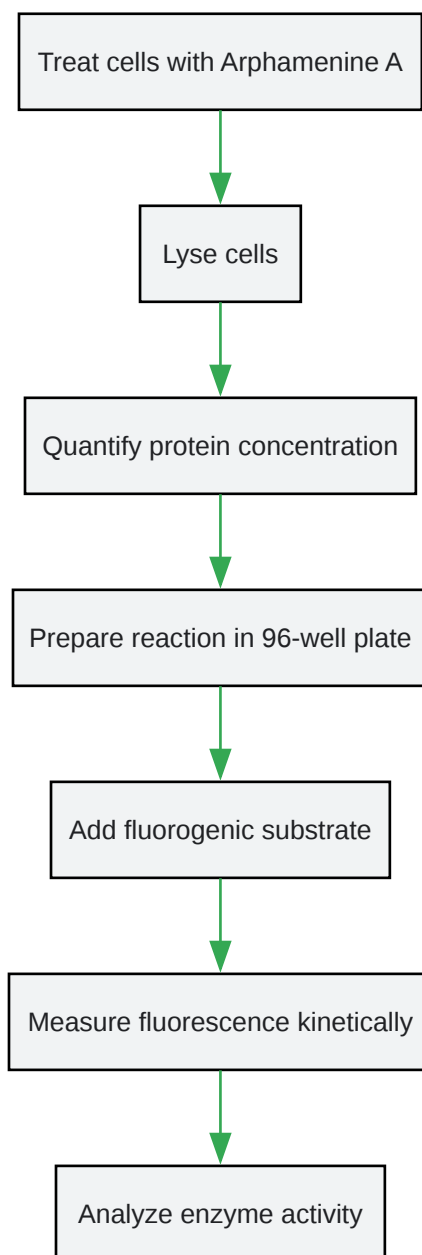 Treat cells with Arphamenine A
Lyse cells
Quantify protein concentration
Prepare reaction in 96-well plate
Add fluorogenic substrate
Measure fluorescence kinetically
Analyze enzyme activity